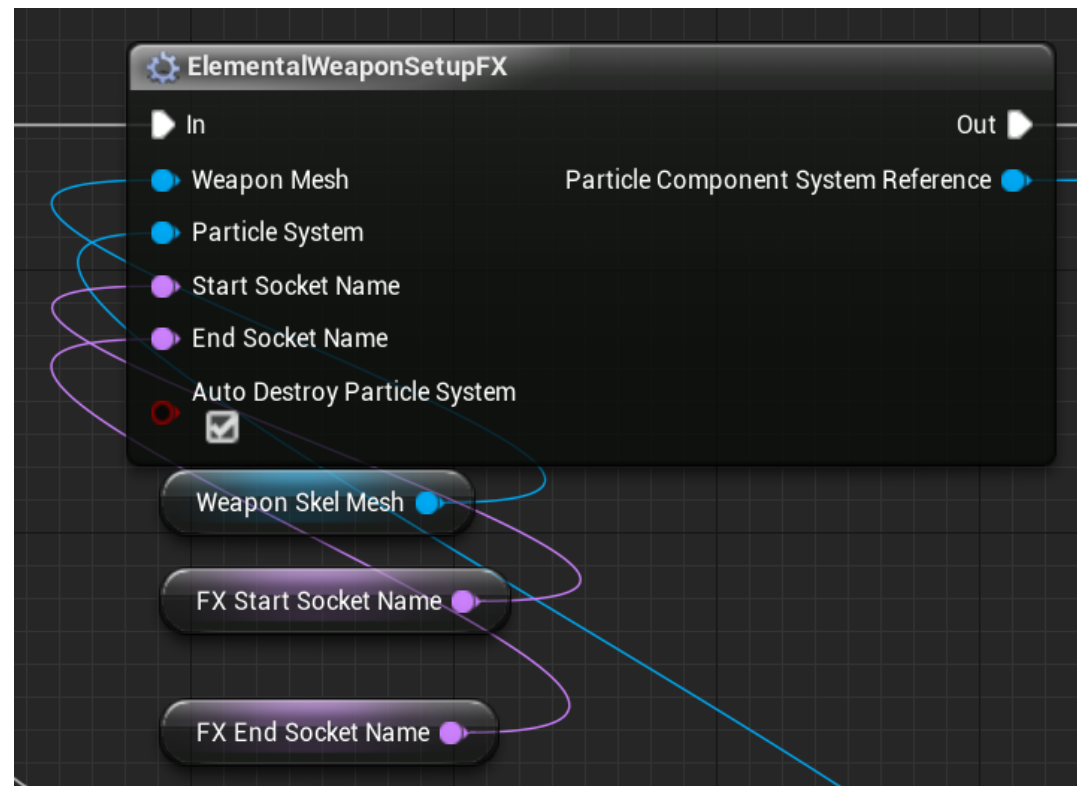 ElementalWeaponSetupFX
In
Out
Weapon Mesh
Particle Component System Reference
Particle System
Start Socket Name
End Socket Name
Auto Destroy Particle System
Weapon Skel Mesh
FX Start Socket Name
FX End Socket Name